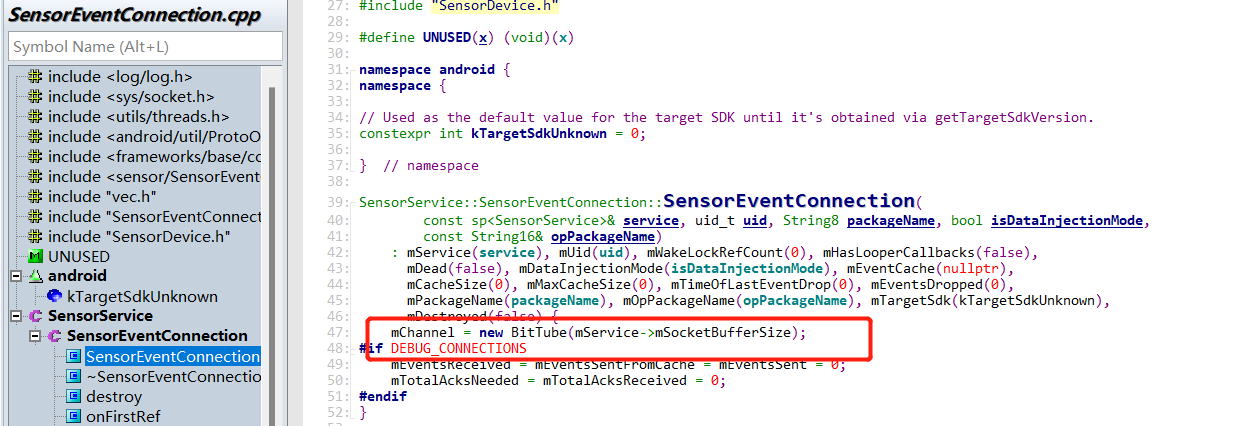 SensorEventConnection.cpp
Symbol Name (Alt+L)
include <log/log.h>
include <sys/socket.h>
include <utils/threads.h>
include <android/util/ProtoO
include <frameworks/base/co
include <sensor/SensorEvent
include "vec.h"
include "SensorEventConnect
include "SensorDevice.h"
UNUSED
android
kTargetSdkUnknown
SensorService
SensorEventConnection
SensorEventConnection
~SensorEventConnectio
destroy
onFirstRef
27: #include "SensorDevice.h"
28:
29: #define UNUSED(x) (void)(x)
30:
31: namespace android {
32: namespace {
33:
34: // Used as the default value for the target SDK until it's obtained via getTargetSdkVersion.
35: constexpr int kTargetSdkUnknown = 0;
36:
37: } // namespace
38:
39: SensorService::SensorEventConnection::SensorEventConnection(
40: const sp<SensorService>& service, uid_t uid, String8 packageName, bool isDataInjectionMode,
41: const String16& opPackageName)
42: : mService(service), mUid(uid), mWakeLockRefCount(0), mHasLooperCallbacks(false),
43: mDead(false), mDataInjectionMode(isDataInjectionMode), mEventCache(nullptr),
44: mCacheSize(0), mMaxCacheSize(0), mTimeOfLastEventDrop(0), mEventsDropped(0),
45: mPackageName(packageName), mOpPackageName(opPackageName), mTargetSdk(kTargetSdkUnknown),
46: mDestroyed(false) {
47: mChannel = new BitTube(mService->mSocketBufferSize);
48: #if DEBUG_CONNECTIONS
49: mEventsReceived = mEventsSentFromCache = mEventsSent = 0;
50: mTotalAcksNeeded = mTotalAcksReceived = 0;
51: #endif
52: }